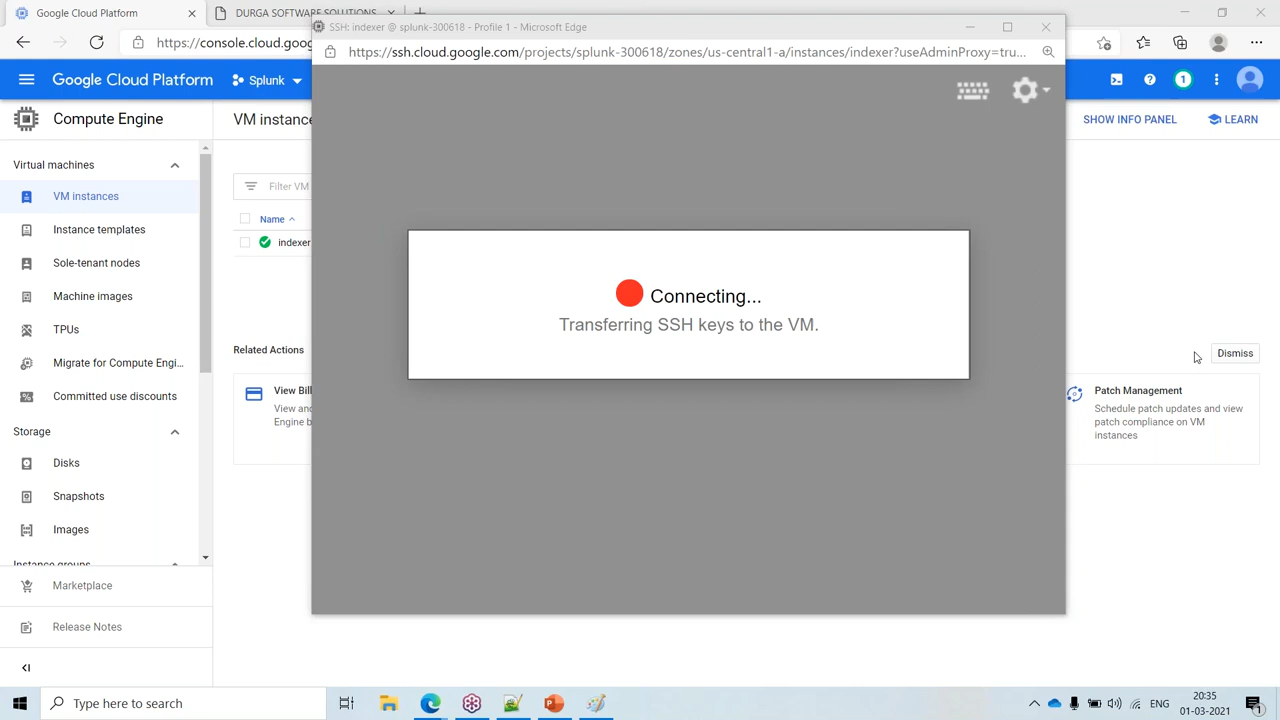 Google Cloud Platform
DURGA SOFTWARE SOLUTIONS
SSH: indexer @ splunk-300618 - Profile 1 - Microsoft Edge
https://console.cloud.goog
https://ssh.cloud.google.com/projects/splunk-300618/zones/us-central1-a/instances/indexer?useAdminProxy=tru...
Google Cloud Platform
Splunk
1
Compute Engine
VM instanc
SHOW INFO PANEL
LEARN
Virtual machines
VM instances
Filter VM
Instance templates
Name
indexer
Sole-tenant nodes
Machine images
Connecting...
Transferring SSH keys to the VM.
TPUs
Related Actions
Dismiss
Migrate for Compute Engi...
Committed use discounts
View Bil
View and
Engine b
Patch Management
Schedule patch updates and view
patch compliance on VM
instances
Storage
Disks
Snapshots
Images
Instance groups
Marketplace
Release Notes
Type here to search
ENG
20:35
01-03-2021
1